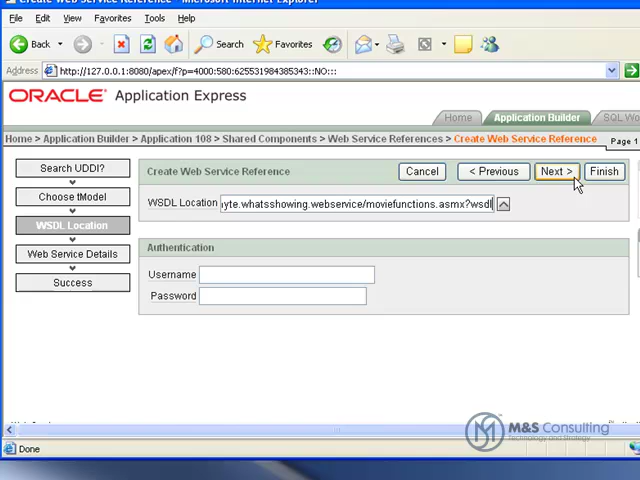 Create Web Service Reference - Microsoft Internet Explorer
File Edit View Favorites Tools Help
Back Search Favorites
Address http://127.0.0.1:8080/apex/f?p=4000:580:625531984385343::NO:::
ORACLE Application Express
Home Application Builder SQL Wo
Home > Application Builder > Application 108 > Shared Components > Web Service References > Create Web Service Reference Page 1
Search UDDI?
Choose tModel
WSDL Location
Web Service Details
Success
Create Web Service Reference Cancel < Previous Next > Finish
WSDL Location yte.whatsshowing.webservice/moviefunctions.asmx?wsdl
Authentication
Username
Password
M&S Consulting
Technology and Strategy
Done